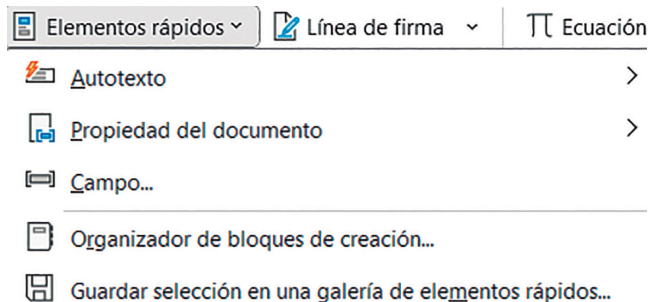 Elementos rápidos Línea de firma Ecuación
Autotexto
Propiedad del documento
Campo...
Organizador de bloques de creación...
Guardar selección en una galería de elementos rápidos...